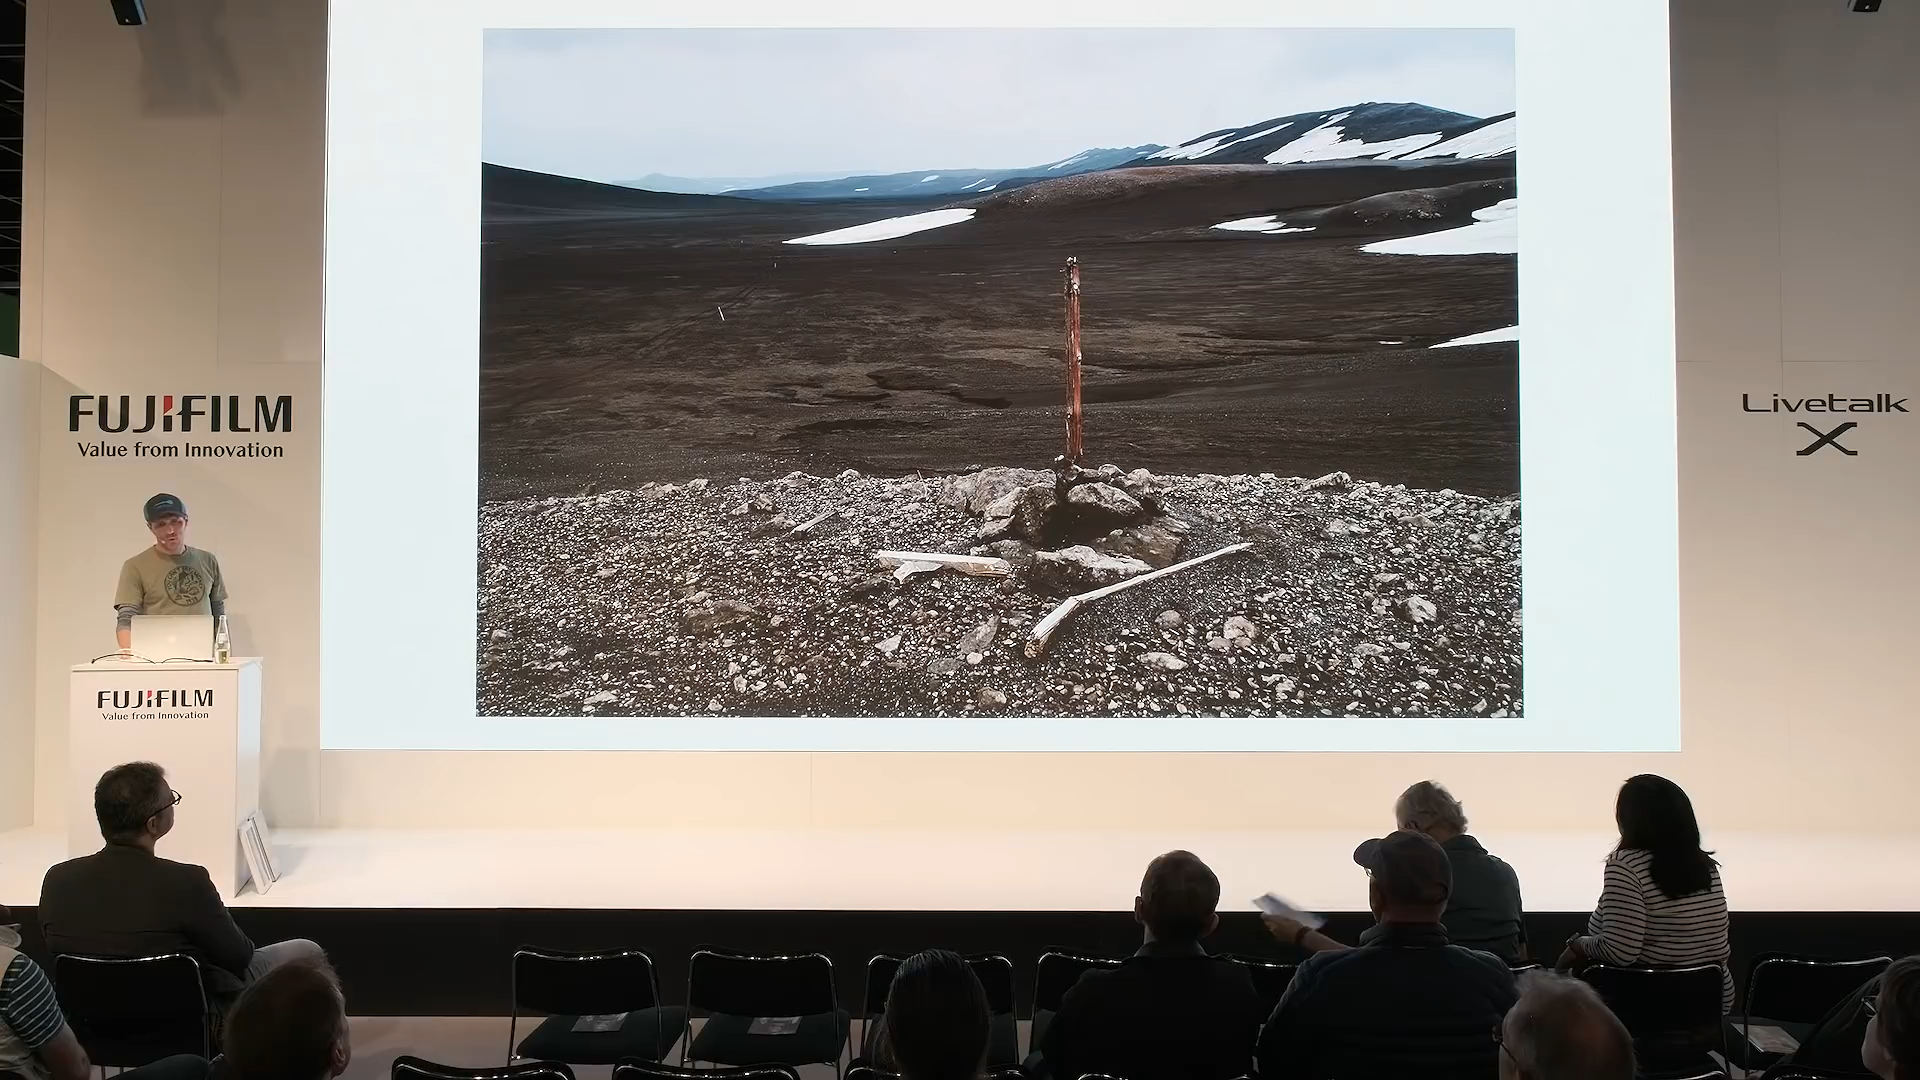 FUJIFILM
Value from Innovation
Livetalk
X
FUJIFILM
Value from Innovation